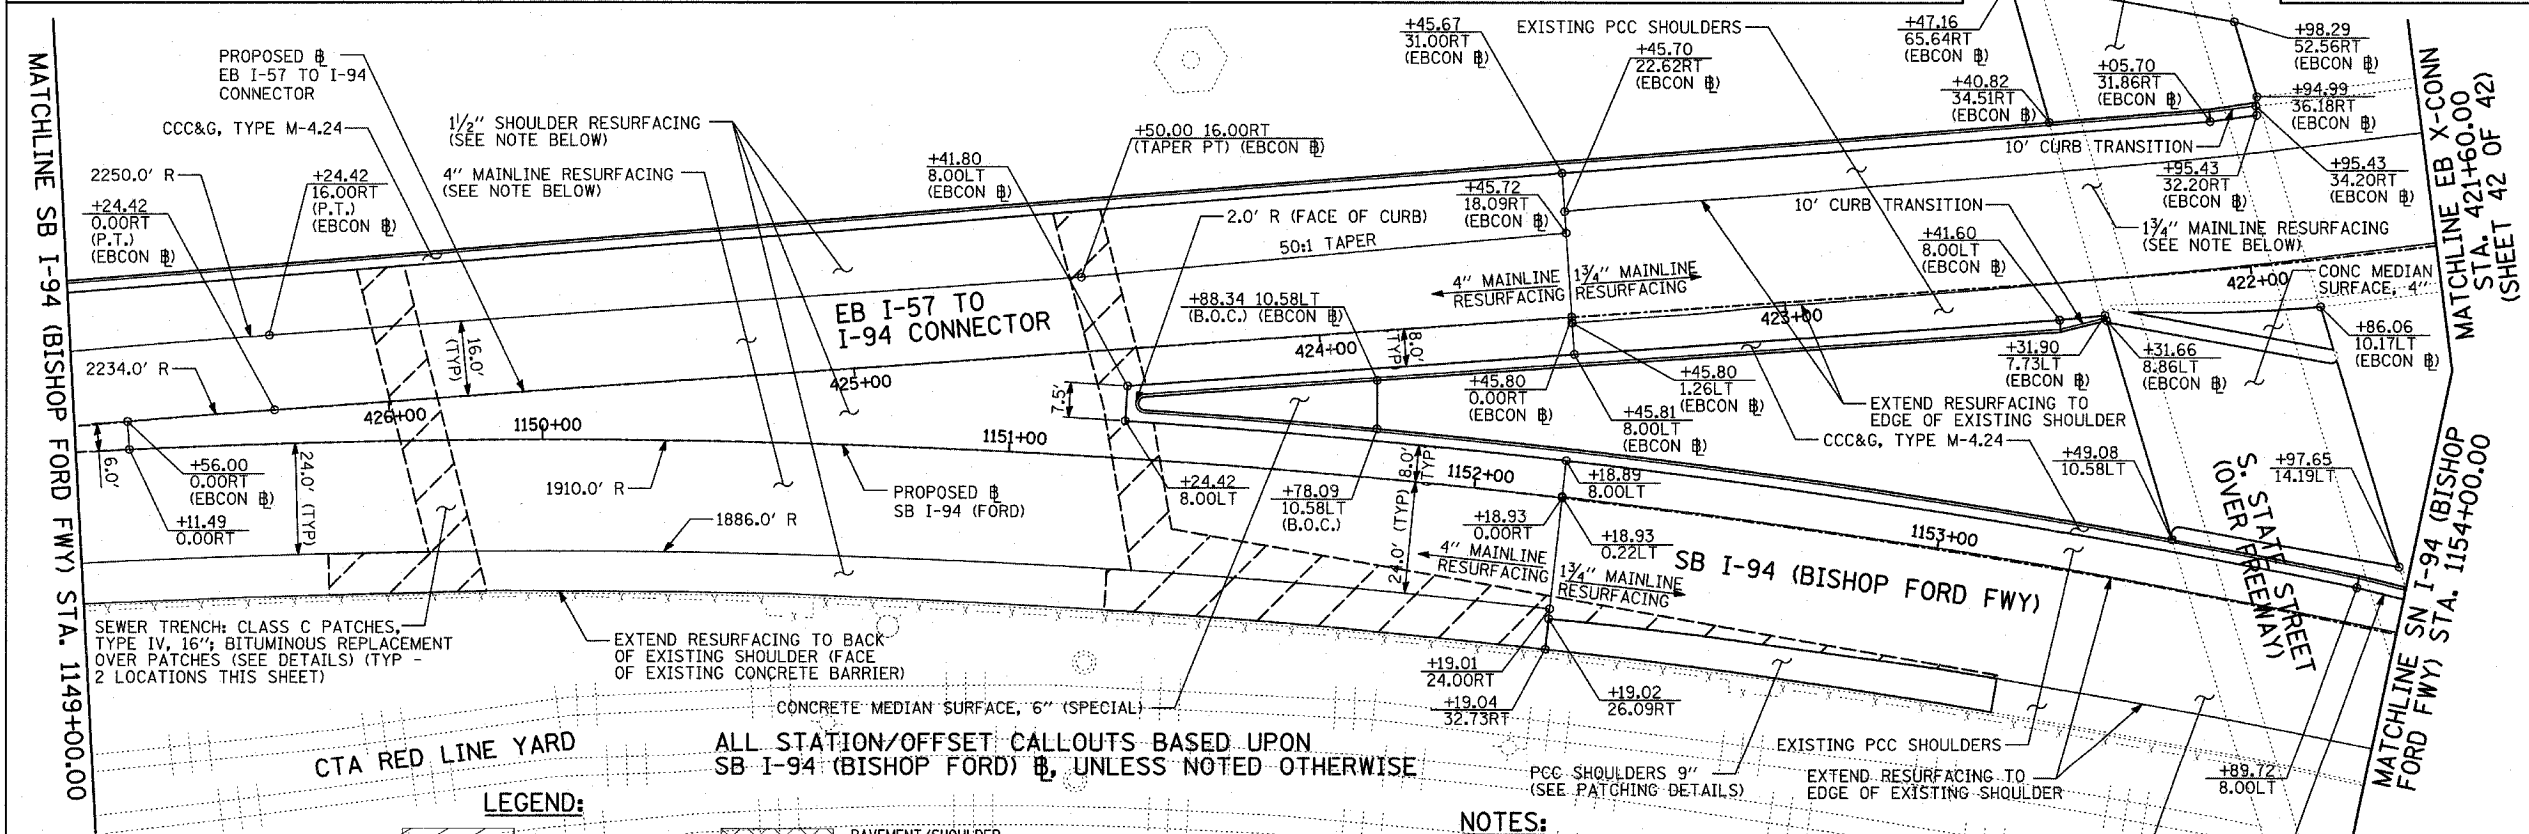 MATCHLINE SB I-94 (BISHOP FORD FWY) STA. 1149+00.00
PROPOSED ℄
EB I-57 TO I-94
CONNECTOR
CCC&G, TYPE M-4.24
2250.0' R
+24.42
0.00RT
(P.T.)
(EBCON ℄)
+24.42
16.00RT
(P.T.)
(EBCON ℄)
2234.0' R
1½" SHOULDER RESURFACING
(SEE NOTE BELOW)
4" MAINLINE RESURFACING
(SEE NOTE BELOW)
+41.80
8.00LT
(EBCON ℄)
+50.00 16.00RT
(TAPER PT) (EBCON ℄)
2.0' R (FACE OF CURB)
50:1 TAPER
+45.67
31.00RT
(EBCON ℄)
EXISTING PCC SHOULDERS
+45.70
22.62RT
(EBCON ℄)
+45.72
18.09RT
(EBCON ℄)
+47.16
65.64RT
(EBCON ℄)
+40.82
34.51RT
(EBCON ℄)
+05.70
31.86RT
(EBCON ℄)
+98.29
52.56RT
(EBCON ℄)
+94.99
36.18RT
(EBCON ℄)
10' CURB TRANSITION
+95.43
32.20RT
(EBCON ℄)
+95.43
34.20RT
(EBCON ℄)
10' CURB TRANSITION
1¾" MAINLINE RESURFACING
(SEE NOTE BELOW)
+41.60
8.00LT
(EBCON ℄)
CONC MEDIAN
SURFACE, 4"
MATCHLINE EB X-CONN
STA. 421+60.00
(SHEET 42 OF 42)
4" MAINLINE
RESURFACING
1¾" MAINLINE
RESURFACING
+88.34 10.58LT
(B.O.C.) (EBCON ℄)
EB I-57 TO
I-94 CONNECTOR
16.0'
(TYP)
8.0'
(TYP)
422+00
423+00
424+00
425+00
426+00
+86.06
10.17LT
(EBCON ℄)
+31.90
7.73LT
(EBCON ℄)
+31.66
8.86LT
(EBCON ℄)
+45.80
0.00RT
(EBCON ℄)
+45.80
1.26LT
(EBCON ℄)
+45.81
8.00LT
(EBCON ℄)
EXTEND RESURFACING TO
EDGE OF EXISTING SHOULDER
CCC&G, TYPE M-4.24
7.5'
6.0'
24.0' (TYP)
+56.00
0.00RT
(EBCON ℄)
+11.49
0.00RT
1150+00
1151+00
1152+00
1153+00
1910.0' R
1886.0' R
PROPOSED ℄
SB I-94 (FORD)
+24.42
8.00LT
+78.09
10.58LT
(B.O.C.)
8.0'
(TYP)
24.0' (TYP)
+18.89
8.00LT
+18.93
0.00RT
+18.93
0.22LT
+49.08
10.58LT
+97.65
14.19LT
S. STATE STREET
(OVER FREEWAY)
4" MAINLINE
RESURFACING
1¾" MAINLINE
RESURFACING
SB I-94 (BISHOP FORD FWY)
MATCHLINE SN I-94 (BISHOP
FORD FWY) STA. 1154+00.00
SEWER TRENCH: CLASS C PATCHES,
TYPE IV, 16"; BITUMINOUS REPLACEMENT
OVER PATCHES (SEE DETAILS) (TYP -
2 LOCATIONS THIS SHEET)
EXTEND RESURFACING TO BACK
OF EXISTING SHOULDER (FACE
OF EXISTING CONCRETE BARRIER)
CONCRETE MEDIAN SURFACE, 6" (SPECIAL)
+19.01
24.00RT
+19.04
32.73RT
+19.02
26.09RT
CTA RED LINE YARD
ALL STATION/OFFSET CALLOUTS BASED UPON
SB I-94 (BISHOP FORD) ℄, UNLESS NOTED OTHERWISE
PCC SHOULDERS 9"
(SEE PATCHING DETAILS)
EXISTING PCC SHOULDERS
EXTEND RESURFACING TO
EDGE OF EXISTING SHOULDER
+89.72
8.00LT
LEGEND:
PAVEMENT/SHOULDER
NOTES: